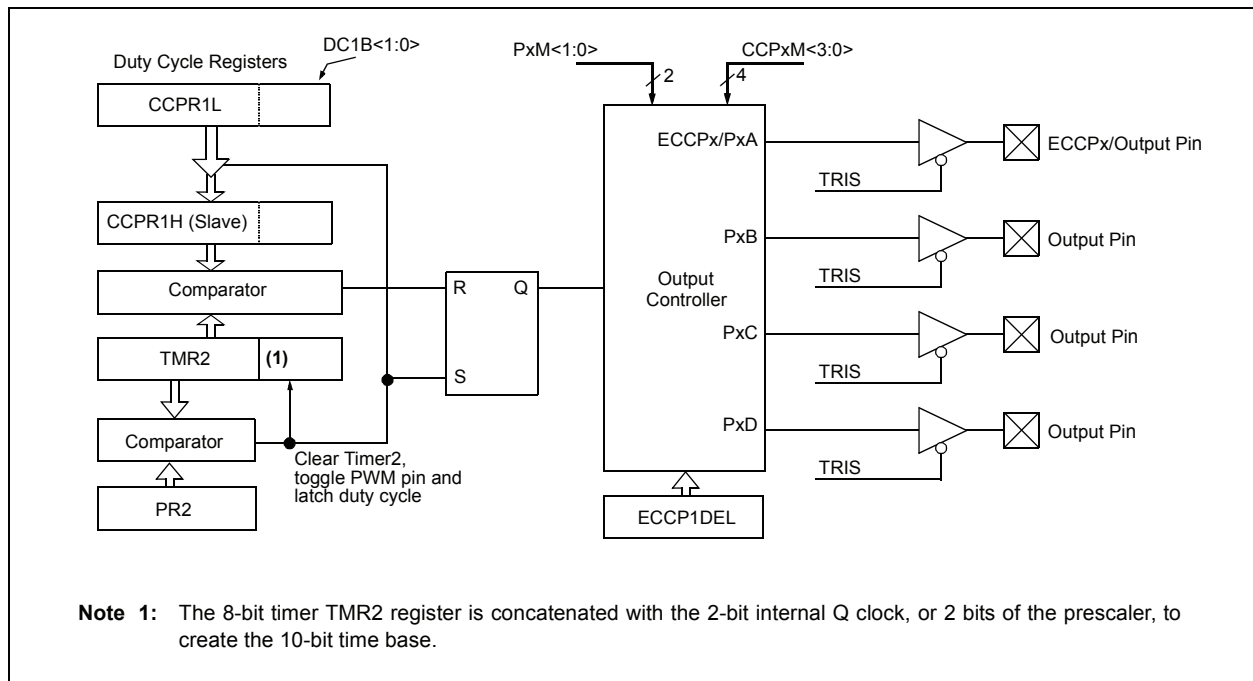 DC1B<1:0>
Duty Cycle Registers
CCPR1L
CCPR1H (Slave)
Comparator
TMR2
(1)
Comparator
PR2
Clear Timer2,
toggle PWM pin and
latch duty cycle
R
Q
S
PxM<1:0>
2
CCPxM<3:0>
4
ECCPx/PxA
PxB
Output
Controller
PxC
PxD
ECCP1DEL
TRIS
ECCPx/Output Pin
TRIS
Output Pin
TRIS
Output Pin
TRIS
Output Pin
Note 1: The 8-bit timer TMR2 register is concatenated with the 2-bit internal Q clock, or 2 bits of the prescaler, to
create the 10-bit time base.